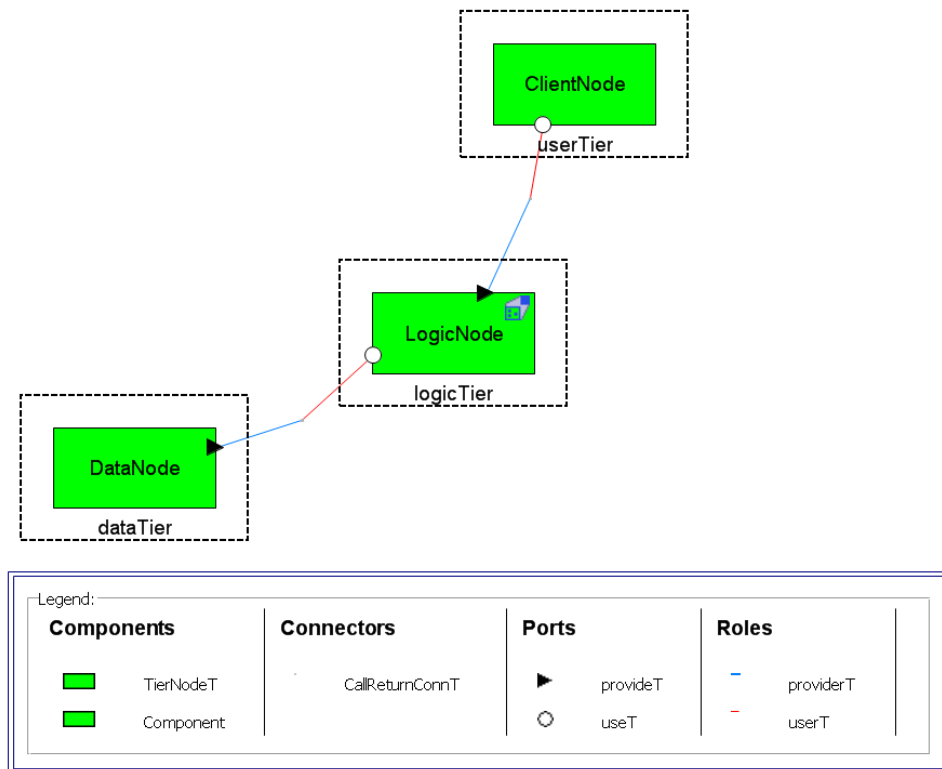 ClientNode
userTier
LogicNode
logicTier
DataNode
dataTier
Legend:
Components Connectors Ports Roles
TierNodeT CallReturnConnT provideT providerT
Component useT userT